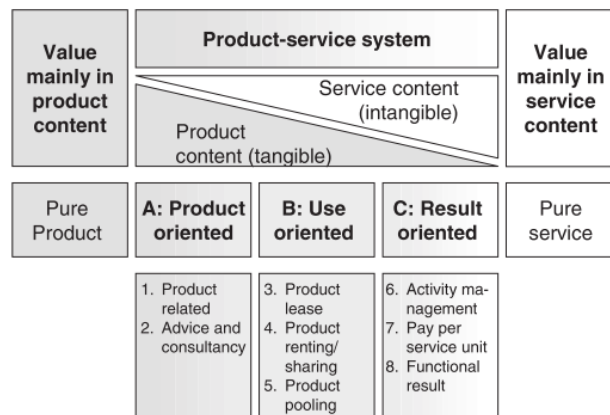 Value
mainly in
product
content
Product-service system
Service content
(intangible)
Product
content (tangible)
Value
mainly in
service
content
Pure
Product
A: Product
oriented
B: Use
oriented
C: Result
oriented
Pure
service
1. Product
related
2. Advice and
consultancy
3. Product
lease
4. Product
renting/
sharing
5. Product
pooling
6. Activity ma-
nagement
7. Pay per
service unit
8. Functional
result